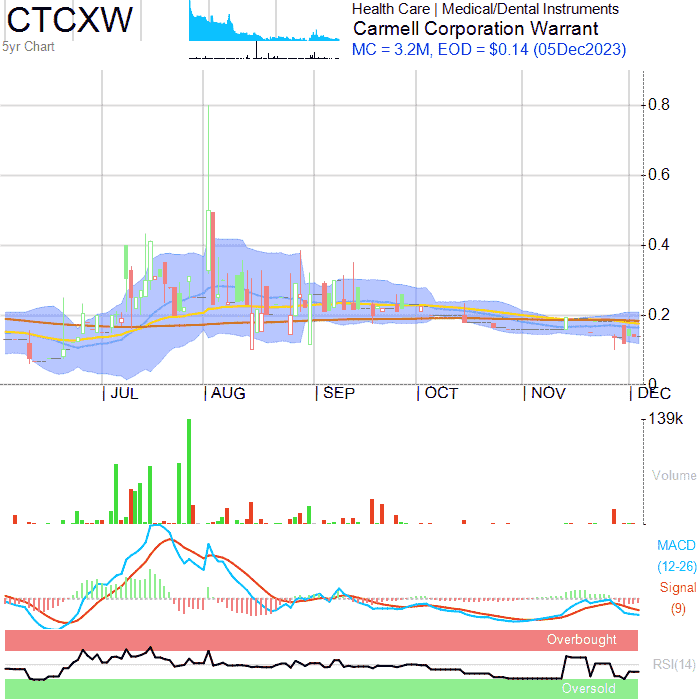 CTCXW
5yr Chart
Health Care | Medical/Dental Instruments
Carmell Corporation Warrant
MC = 3.2M, EOD = $0.14 (05Dec2023)
0.8
0.6
0.4
0.2
0
JUL AUG SEP OCT NOV DEC
139k
Volume
MACD
(12-26)
Signal
(9)
Overbought
RSI(14)
Oversold